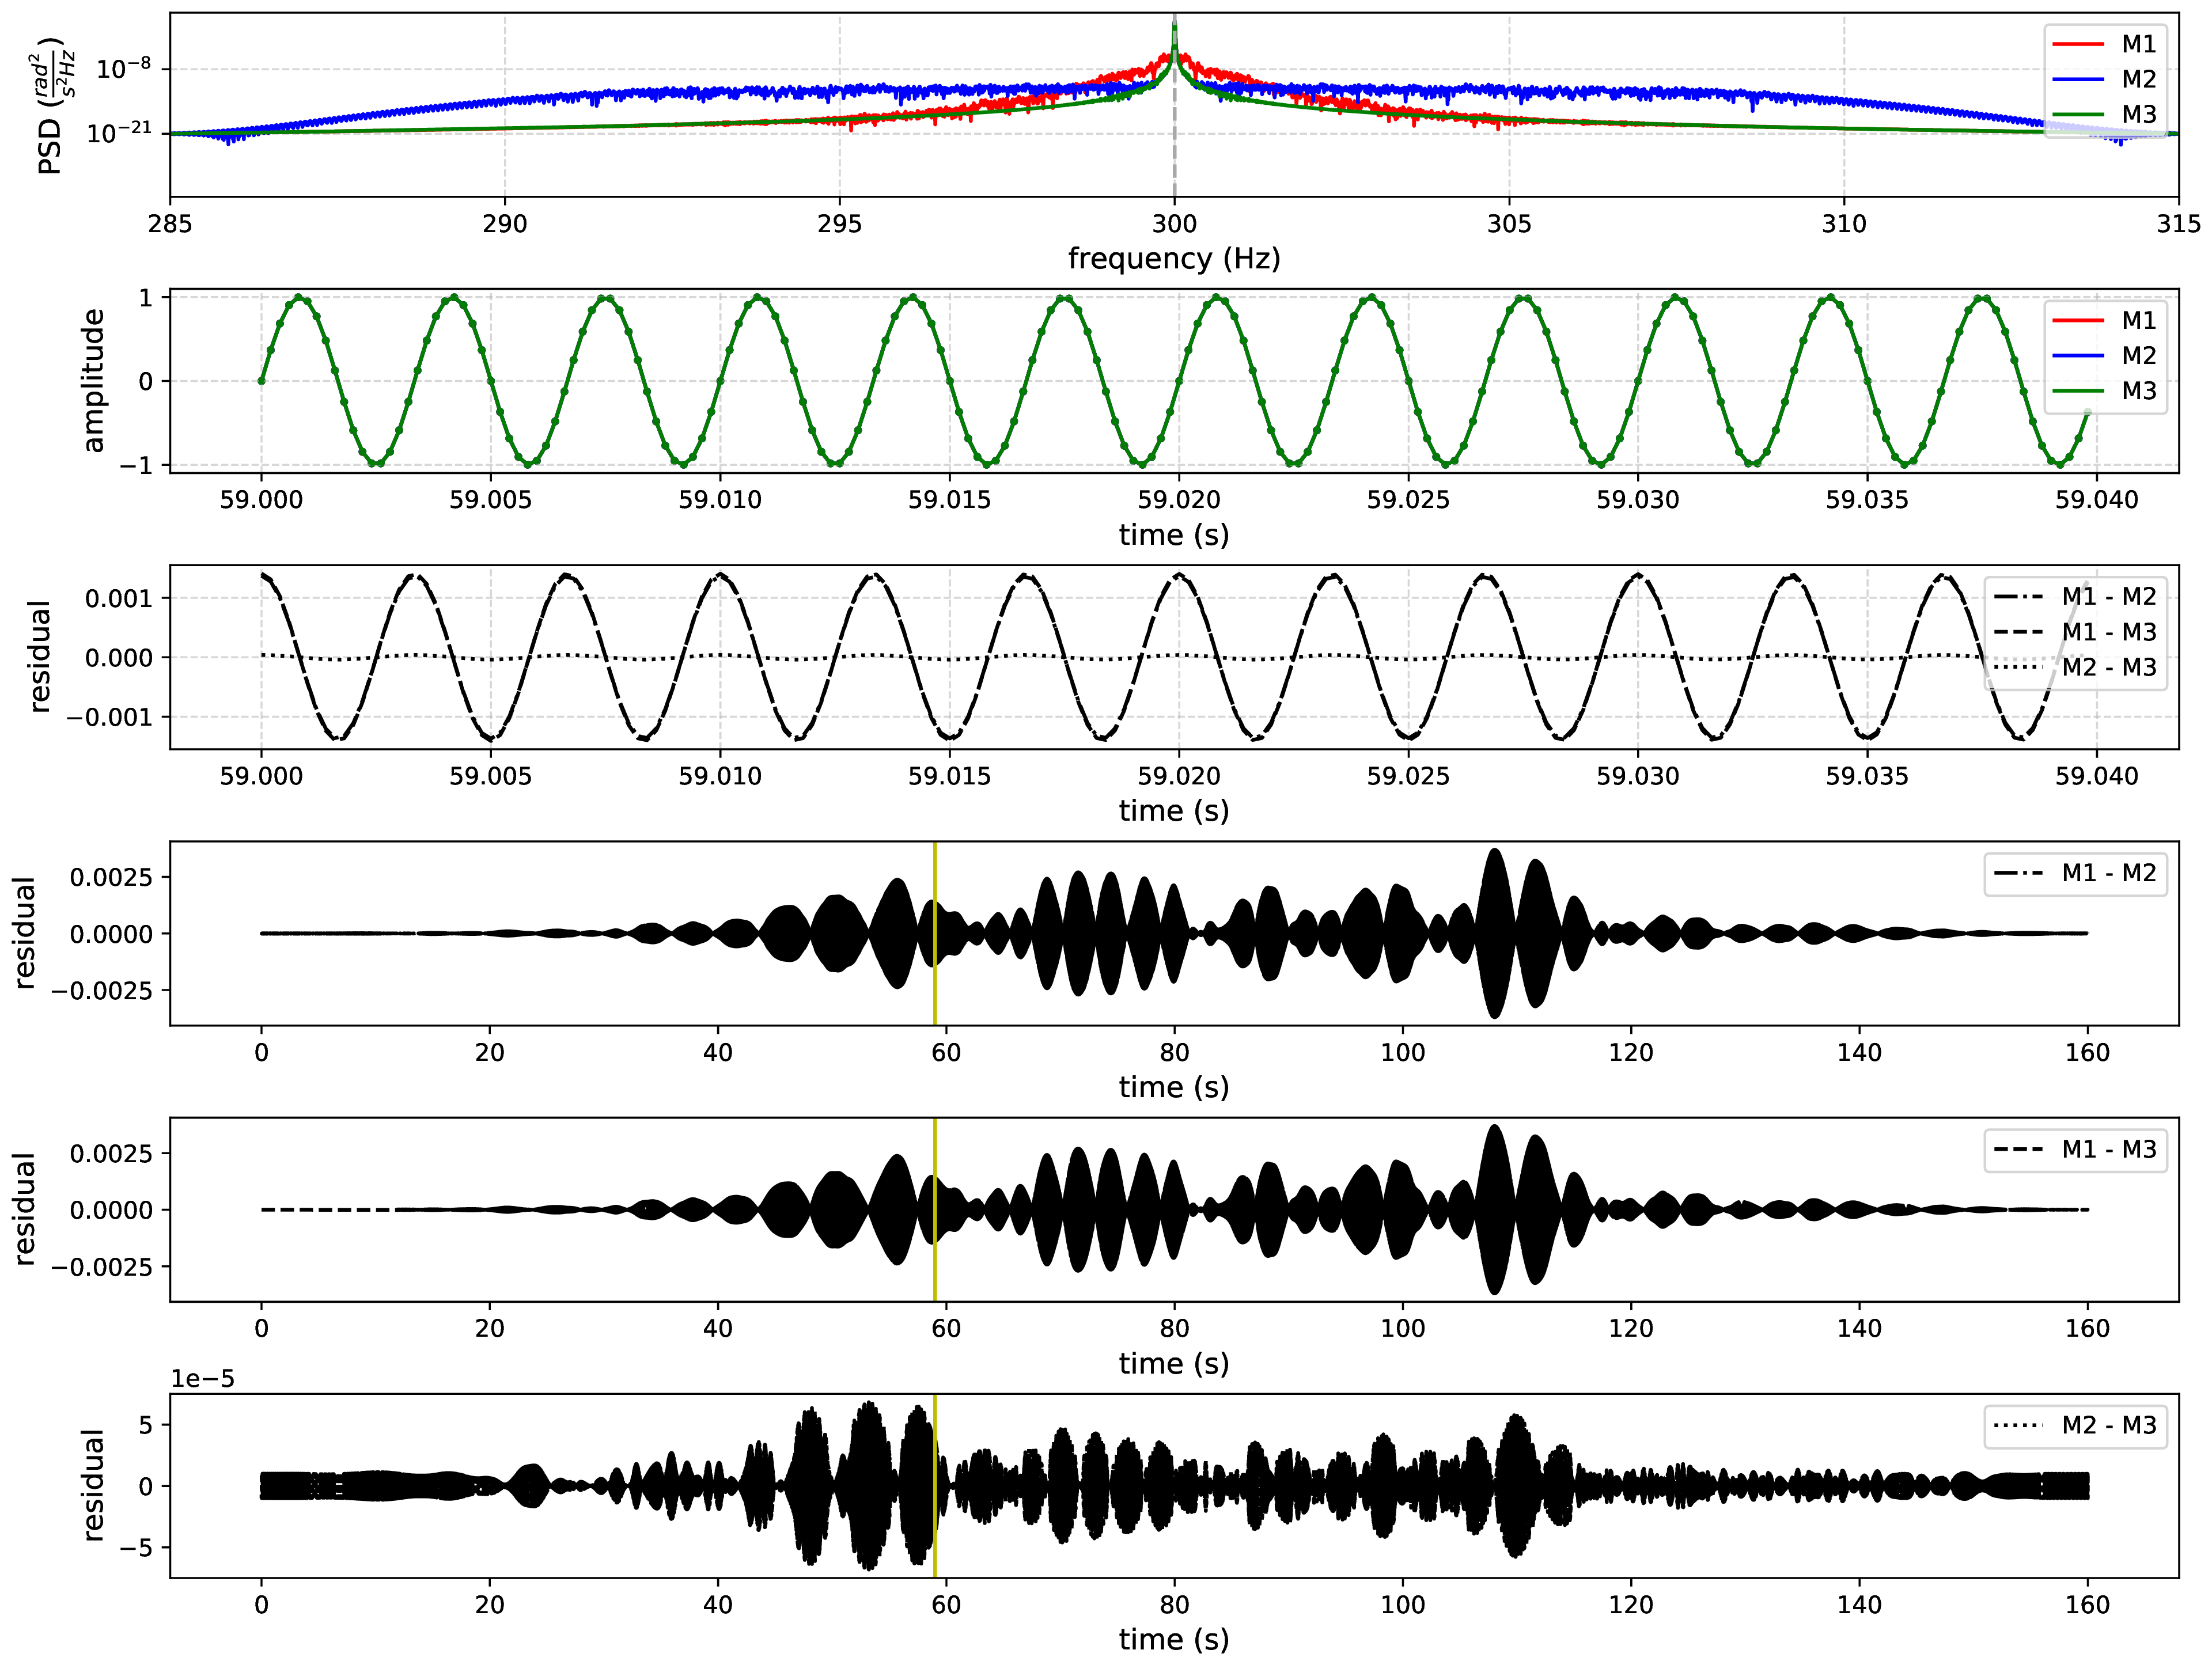 PSD (rad²/s²Hz)
10⁻⁸
10⁻²¹
M1
M2
M3
285 290 295 300 305 310 315
frequency (Hz)
amplitude
1
0
−1
M1
M2
M3
59.000 59.005 59.010 59.015 59.020 59.025 59.030 59.035 59.040
time (s)
residual
0.001
0.000
−0.001
M1 - M2
M1 - M3
M2 - M3
59.000 59.005 59.010 59.015 59.020 59.025 59.030 59.035 59.040
time (s)
residual
0.0025
0.0000
−0.0025
M1 - M2
0 20 40 60 80 100 120 140 160
time (s)
residual
0.0025
0.0000
−0.0025
M1 - M3
0 20 40 60 80 100 120 140 160
time (s)
1e−5
residual
5
0
−5
M2 - M3
0 20 40 60 80 100 120 140 160
time (s)